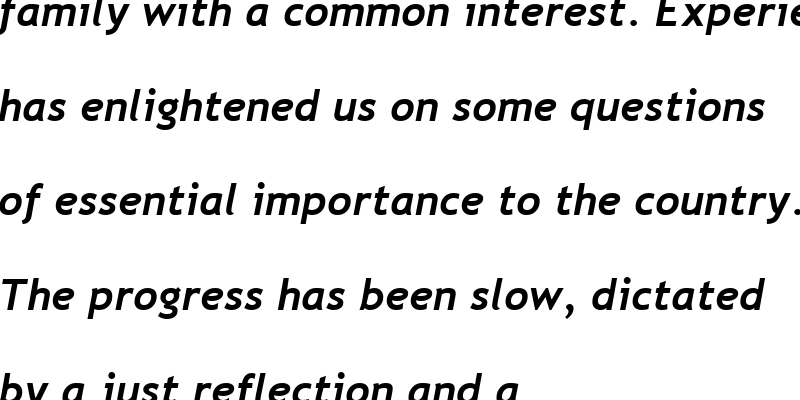 family with a common interest. Experie
has enlightened us on some questions
of essential importance to the country.
The progress has been slow, dictated
by a just reflection and a